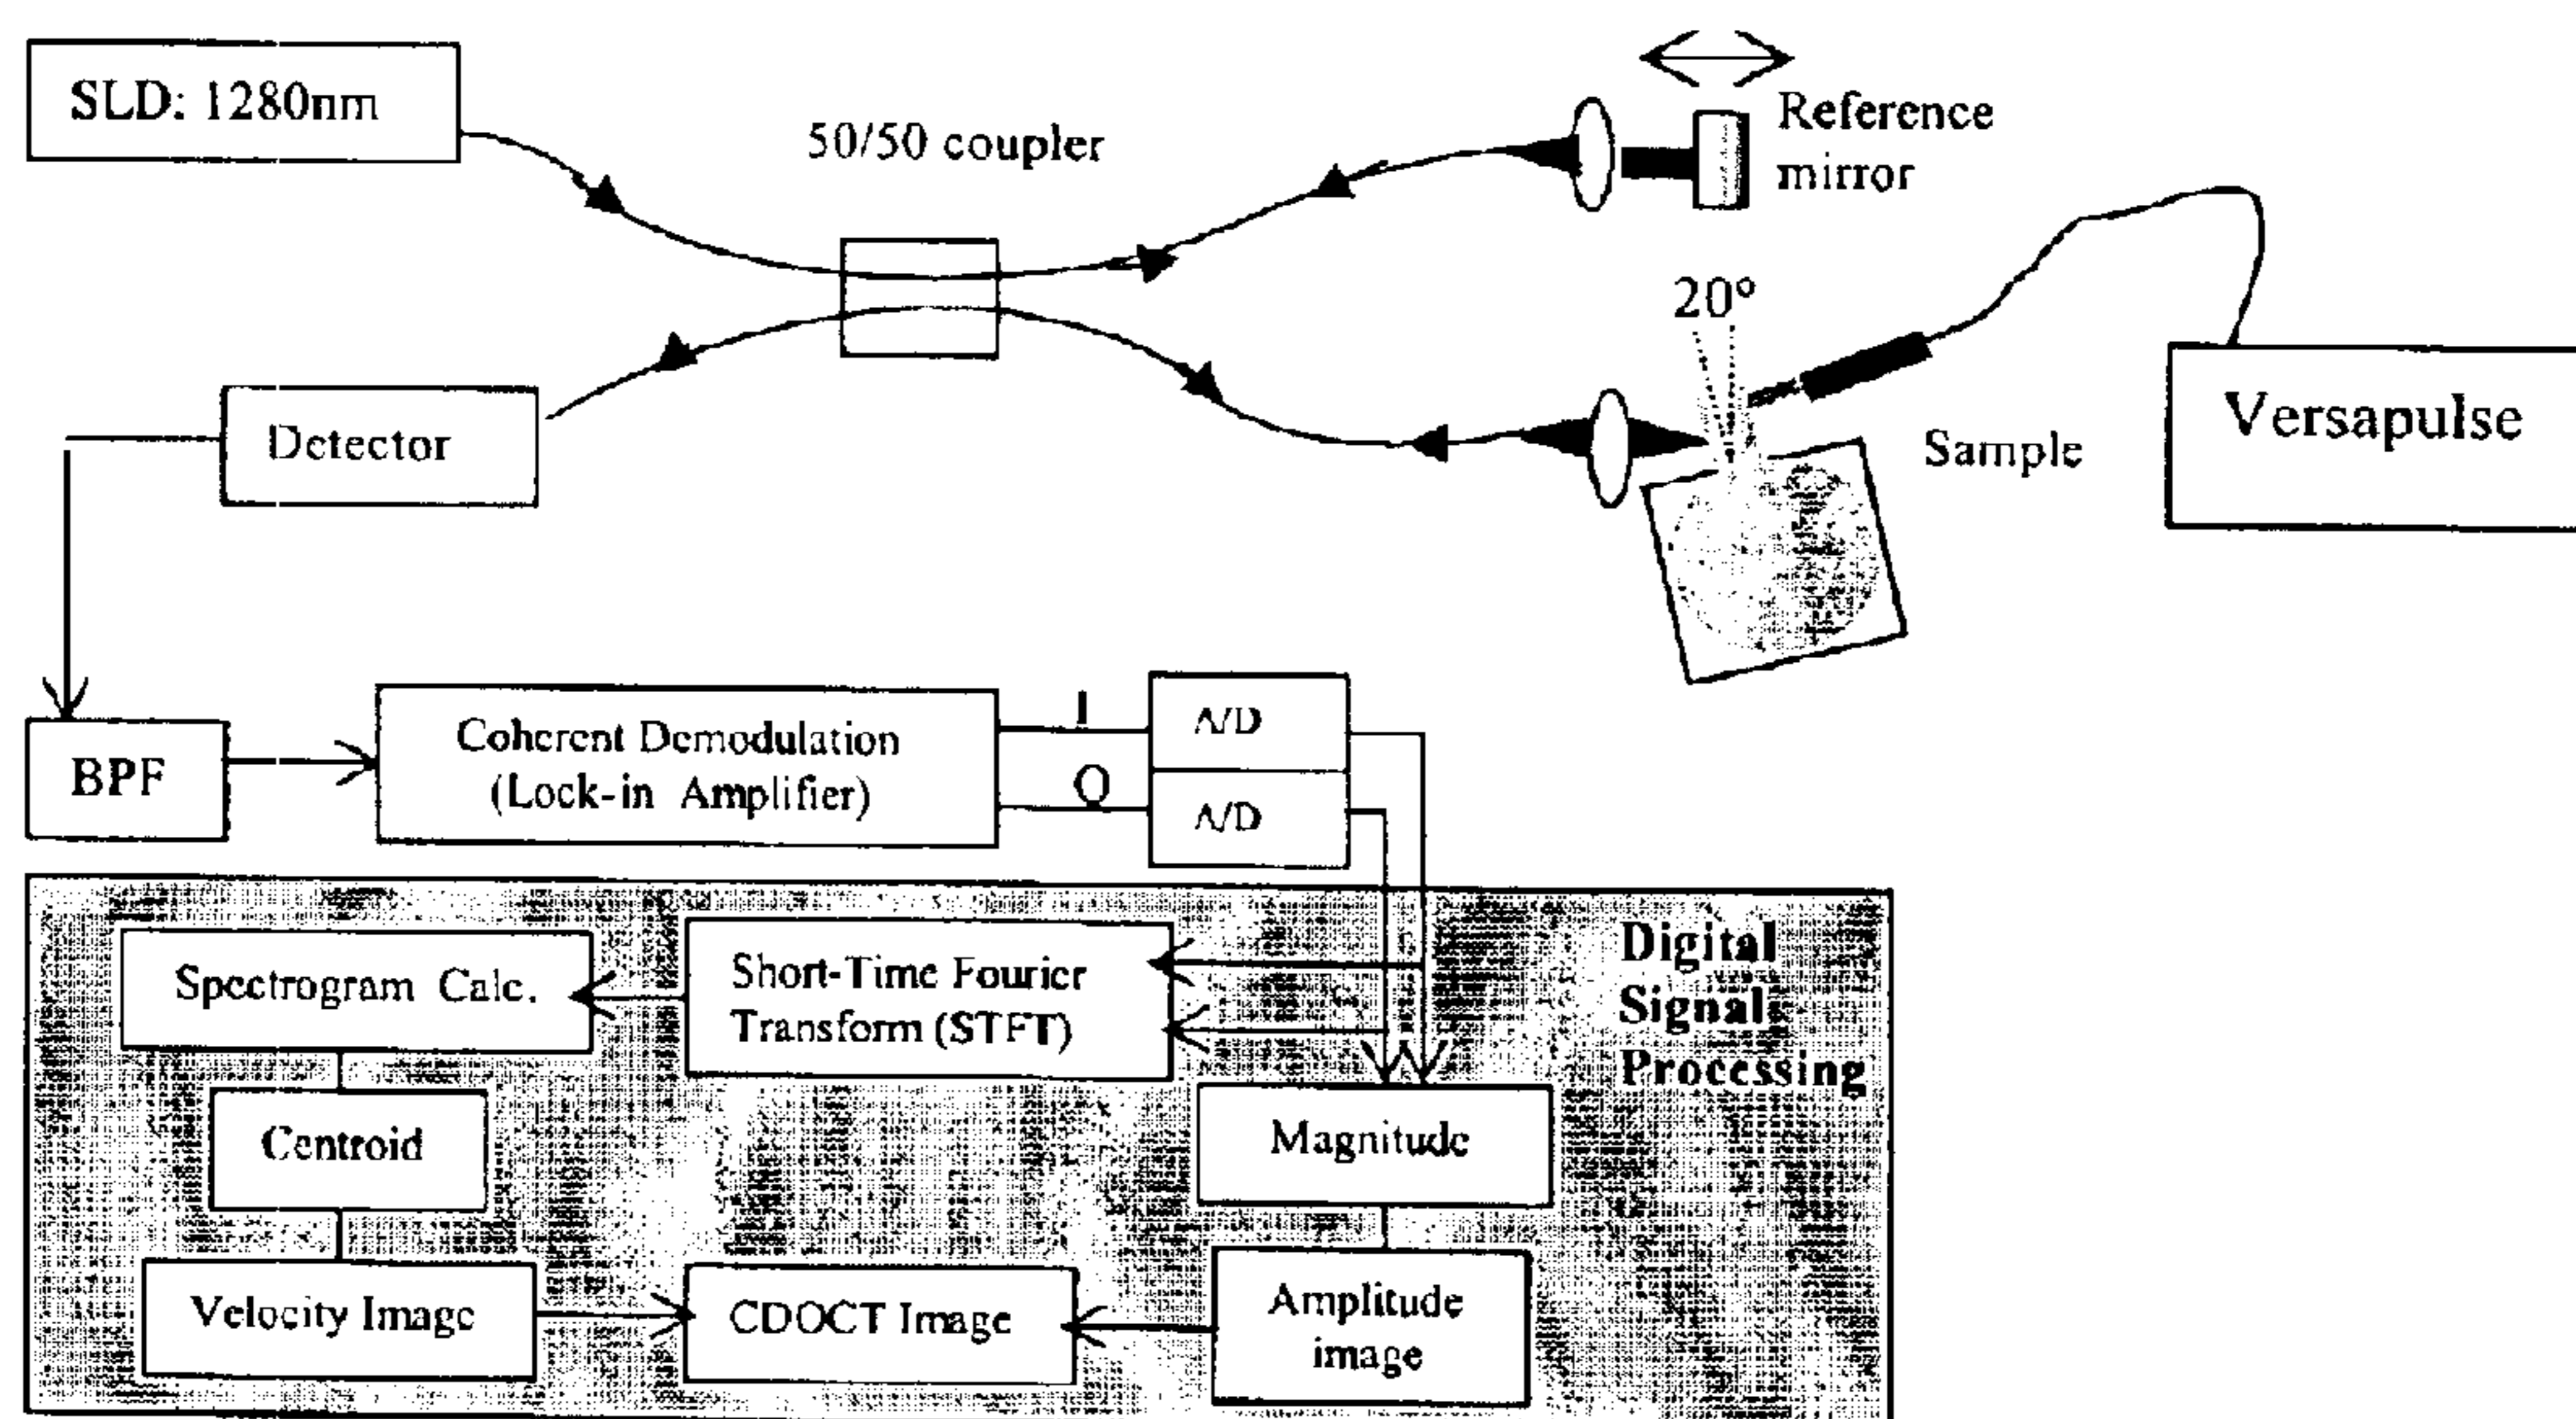 SLD: 1280nm
50/50 coupler
Reference
mirror
20°
Detector
Sample
Versapulse
BPF
Coherent Demodulation
(Lock-in Amplifier)
I
Q
A/D
A/D
Digital
Signal
Processing
Spectrogram Calc.
Short-Time Fourier
Transform (STFT)
Centroid
Magnitude
Velocity Image
CDOCT Image
Amplitude
image